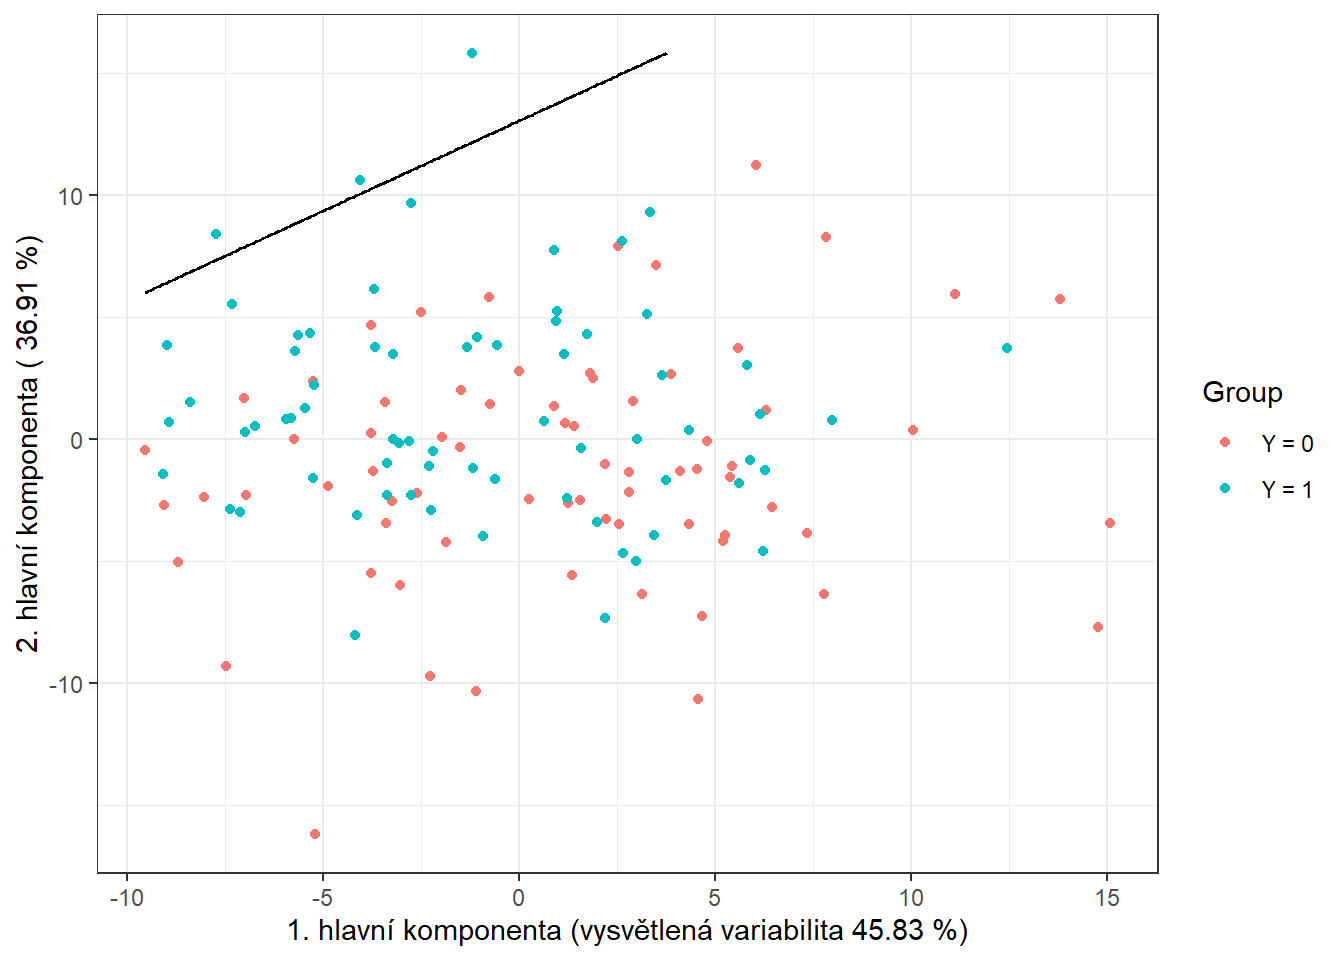 2. hlavní komponenta ( 36.91 %)
10
0
-10
-10
-5
0
5
10
15
1. hlavní komponenta (vysvětlená variabilita 45.83 %)
Group
Y = 0
Y = 1